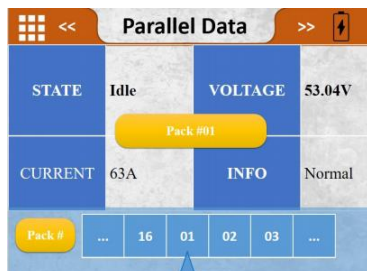 << Parallel Data >>
STATE Idle VOLTAGE 53.04V
Pack #01
CURRENT 63A INFO Normal
Pack # ... 16 01 02 03 ...